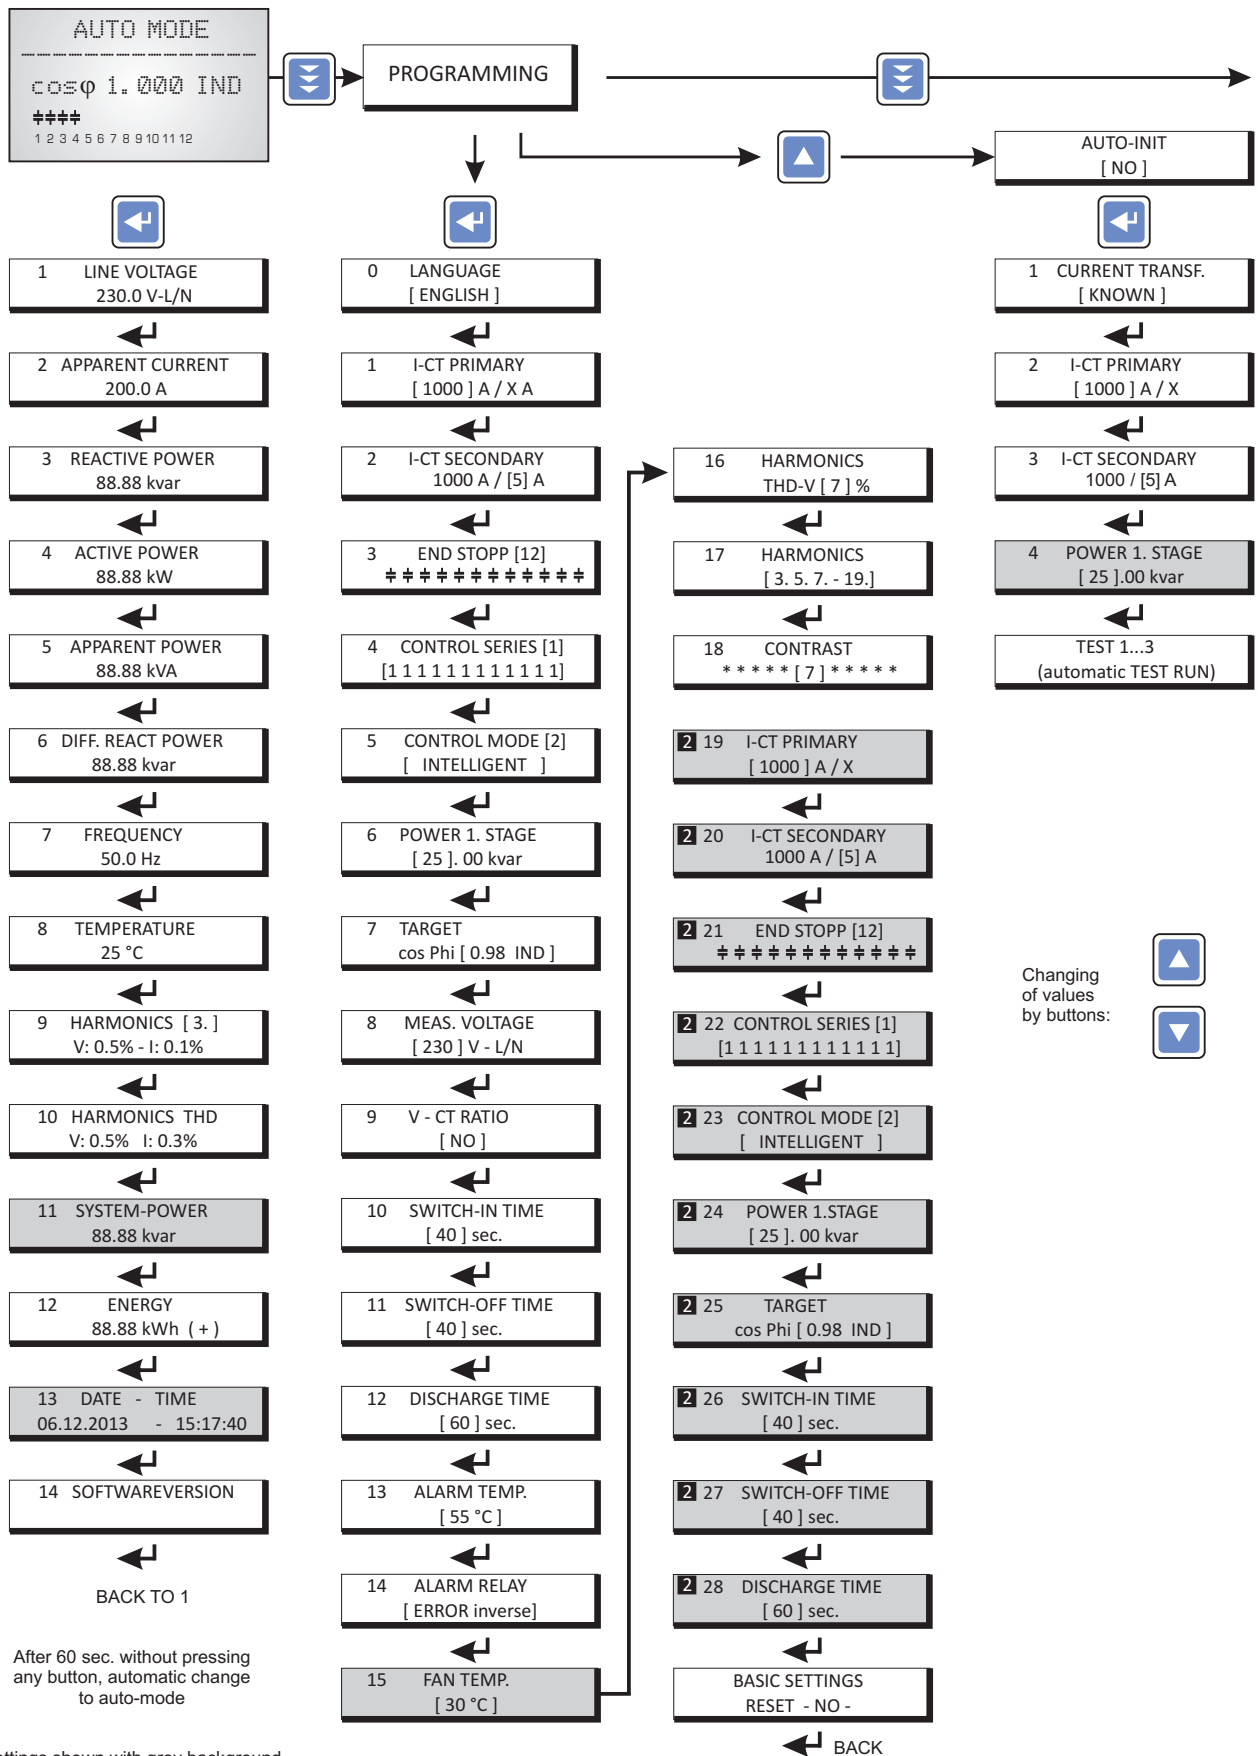 AUTO MODE
cosφ 1.000 IND
1 2 3 4 5 6 7 8 9 10 11 12
PROGRAMMING
AUTO-INIT
[ NO ]
1 LINE VOLTAGE
230.0 V-L/N
2 APPARENT CURRENT
200.0 A
3 REACTIVE POWER
88.88 kvar
4 ACTIVE POWER
88.88 kW
5 APPARENT POWER
88.88 kVA
6 DIFF. REACT POWER
88.88 kvar
7 FREQUENCY
50.0 Hz
8 TEMPERATURE
25 °C
9 HARMONICS [ 3. ]
V: 0.5% - I: 0.1%
10 HARMONICS THD
V: 0.5% I: 0.3%
11 SYSTEM-POWER
88.88 kvar
12 ENERGY
88.88 kWh ( + )
13 DATE - TIME
06.12.2013 - 15:17:40
14 SOFTWAREVERSION
BACK TO 1
After 60 sec. without pressing
any button, automatic change
to auto-mode
0 LANGUAGE
[ ENGLISH ]
1 I-CT PRIMARY
[ 1000 ] A / X A
2 I-CT SECONDARY
1000 A / [5] A
3 END STOPP [12]
4 CONTROL SERIES [1]
[1 1 1 1 1 1 1 1 1 1 1 1]
5 CONTROL MODE [2]
[ INTELLIGENT ]
6 POWER 1. STAGE
[ 25 ]. 00 kvar
7 TARGET
cos Phi [ 0.98 IND ]
8 MEAS. VOLTAGE
[ 230 ] V - L/N
9 V - CT RATIO
[ NO ]
10 SWITCH-IN TIME
[ 40 ] sec.
11 SWITCH-OFF TIME
[ 40 ] sec.
12 DISCHARGE TIME
[ 60 ] sec.
13 ALARM TEMP.
[ 55 °C ]
14 ALARM RELAY
[ ERROR inverse]
15 FAN TEMP.
[ 30 °C ]
16 HARMONICS
THD-V [ 7 ] %
17 HARMONICS
[ 3. 5. 7. - 19.]
18 CONTRAST
* * * * * [ 7 ] * * * * *
2 19 I-CT PRIMARY
[ 1000 ] A / X
2 20 I-CT SECONDARY
1000 A / [5] A
2 21 END STOPP [12]
2 22 CONTROL SERIES [1]
[1 1 1 1 1 1 1 1 1 1 1 1]
2 23 CONTROL MODE [2]
[ INTELLIGENT ]
2 24 POWER 1.STAGE
[ 25 ]. 00 kvar
2 25 TARGET
cos Phi [ 0.98 IND ]
2 26 SWITCH-IN TIME
[ 40 ] sec.
2 27 SWITCH-OFF TIME
[ 40 ] sec.
2 28 DISCHARGE TIME
[ 60 ] sec.
BASIC SETTINGS
RESET - NO -
BACK
1 CURRENT TRANSF.
[ KNOWN ]
2 I-CT PRIMARY
[ 1000 ] A / X
3 I-CT SECONDARY
1000 / [5] A
4 POWER 1. STAGE
[ 25 ].00 kvar
TEST 1...3
(automatic TEST RUN)
Changing
of values
by buttons:
shown with grey background